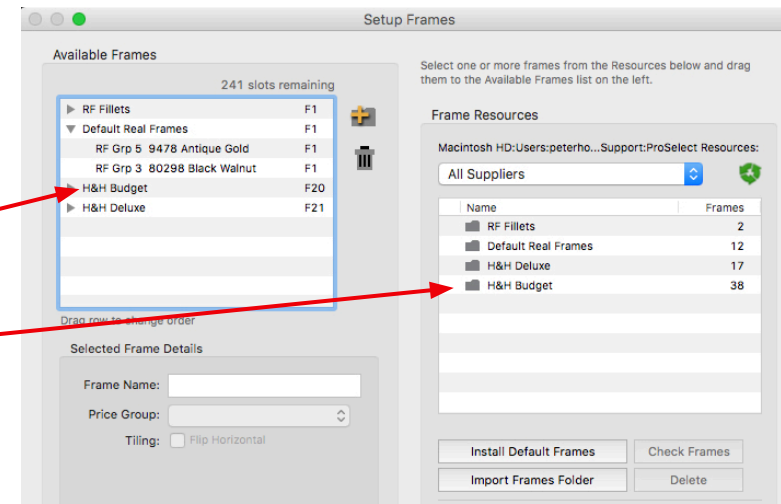 Setup Frames
Available Frames
241 slots remaining
RF Fillets F1
Default Real Frames F1
RF Grp 5 9478 Antique Gold F1
RF Grp 3 80298 Black Walnut F1
H&H Budget F20
H&H Deluxe F21
Drag row to change order
Selected Frame Details
Frame Name:
Price Group:
Tiling: Flip Horizontal
Select one or more frames from the Resources below and drag
them to the Available Frames list on the left.
Frame Resources
Macintosh HD:Users:peterho...Support:ProSelect Resources:
All Suppliers
Name Frames
RF Fillets 2
Default Real Frames 12
H&H Deluxe 17
H&H Budget 38
Install Default Frames Check Frames
Import Frames Folder Delete